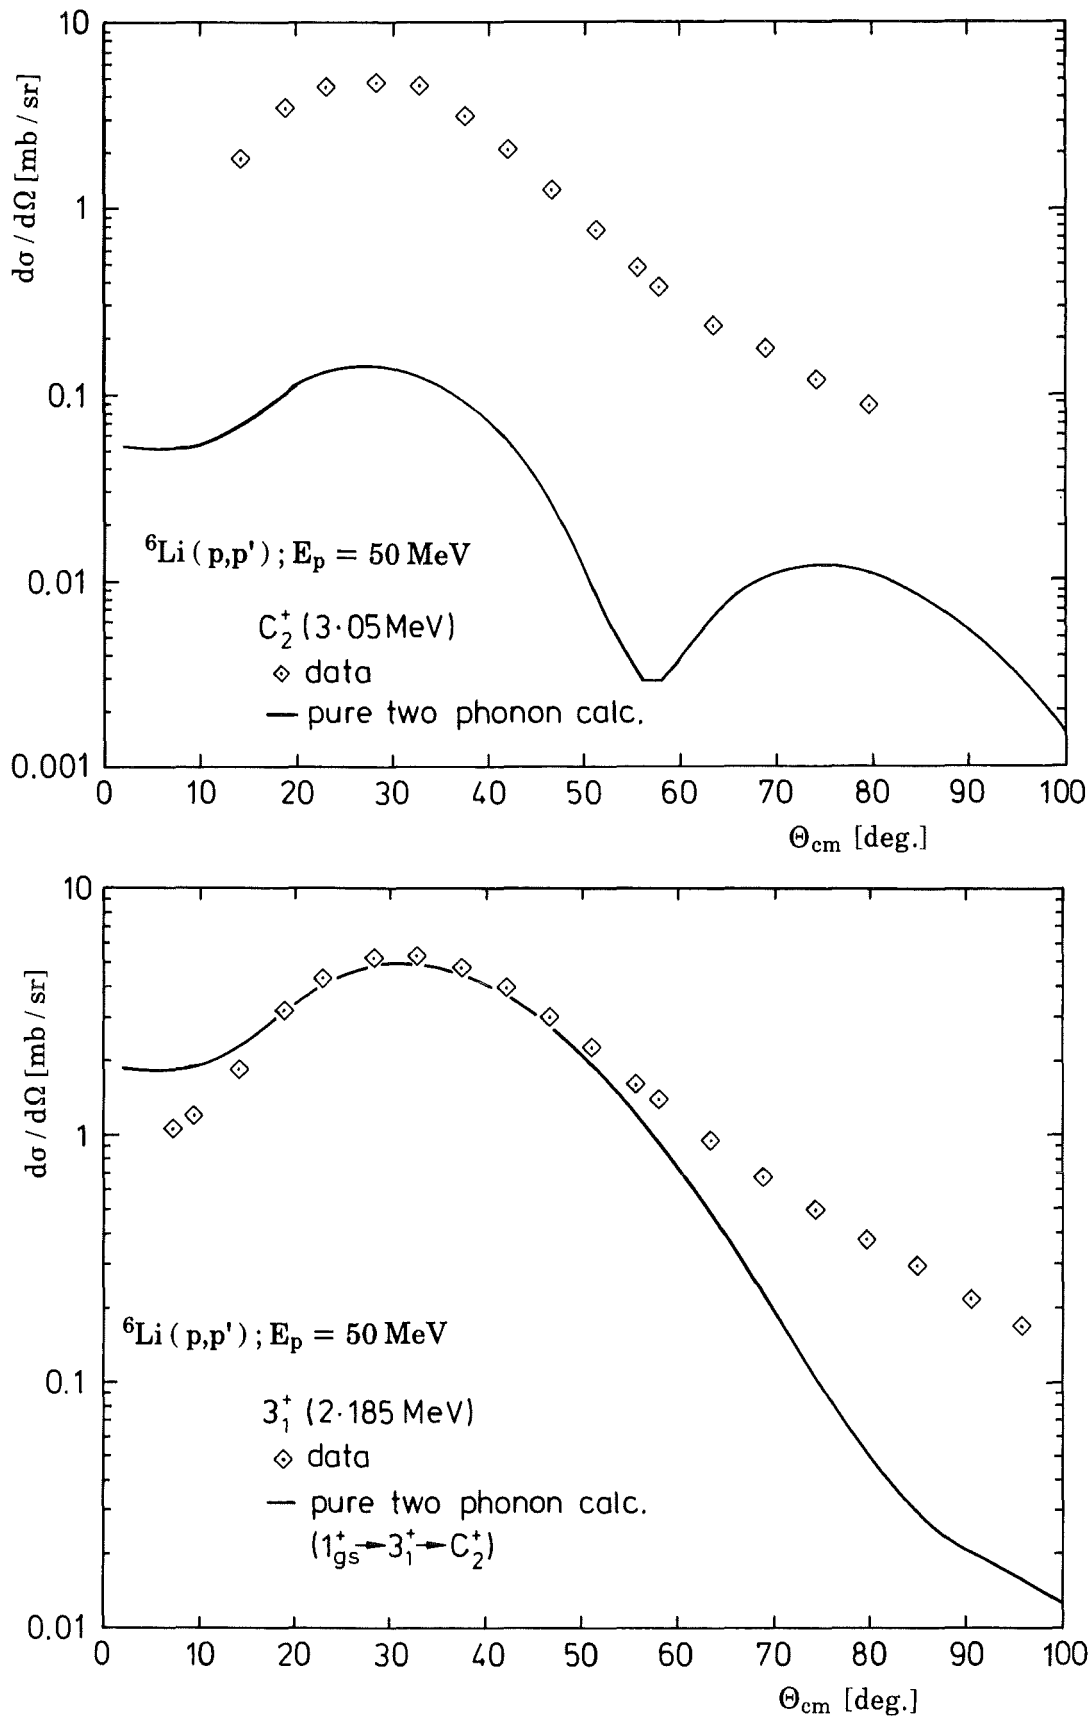 10
1
0.1
0.01
0.001
dσ / dΩ [mb / sr]
⁶Li ( p,p' ) ; Eₚ = 50 MeV
C₂⁺ (3·05 MeV)
data
pure two phonon calc.
0 10 20 30 40 50 60 70 80 90 100
Θcm [deg.]
10
1
0.1
0.01
dσ / dΩ [mb / sr]
⁶Li ( p,p' ) ; Eₚ = 50 MeV
3₁⁺ (2·185 MeV)
data
pure two phonon calc.
(1gs⁺→3₁⁺→C₂⁺)
0 10 20 30 40 50 60 70 80 90 100
Θcm [deg.]